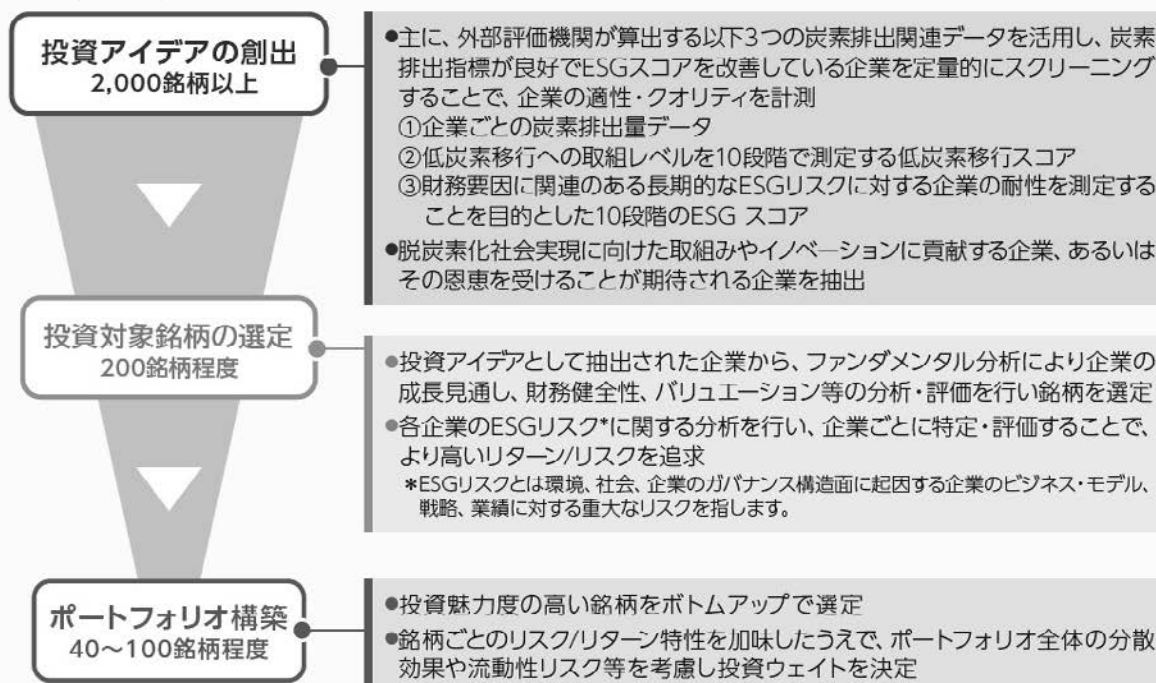 投資アイデアの創出
2,000銘柄以上
●主に、外部評価機関が算出する以下3つの炭素排出関連データを活用し、炭素
排出指標が良好でESGスコアを改善している企業を定量的にスクリーニング
することで、企業の適性・クオリティを計測
①企業ごとの炭素排出量データ
②低炭素移行への取組レベルを10段階で測定する低炭素移行スコア
③財務要因に関連のある長期的なESGリスクに対する企業の耐性を測定する
ことを目的とした10段階のESG スコア
●脱炭素化社会実現に向けた取組みやイノベーションに貢献する企業、あるいは
その恩恵を受けることが期待される企業を抽出
投資対象銘柄の選定
200銘柄程度
●投資アイデアとして抽出された企業から、ファンダメンタル分析により企業の
成長見通し、財務健全性、バリュエーション等の分析・評価を行い銘柄を選定
●各企業のESGリスク*に関する分析を行い、企業ごとに特定・評価することで、
より高いリターン/リスクを追求
*ESGリスクとは環境、社会、企業のガバナンス構造面に起因する企業のビジネス・モデル、
戦略、業績に対する重大なリスクを指します。
ポートフォリオ構築
40〜100銘柄程度
●投資魅力度の高い銘柄をボトムアップで選定
●銘柄ごとのリスク/リターン特性を加味したうえで、ポートフォリオ全体の分散
効果や流動性リスク等を考慮し投資ウェイトを決定